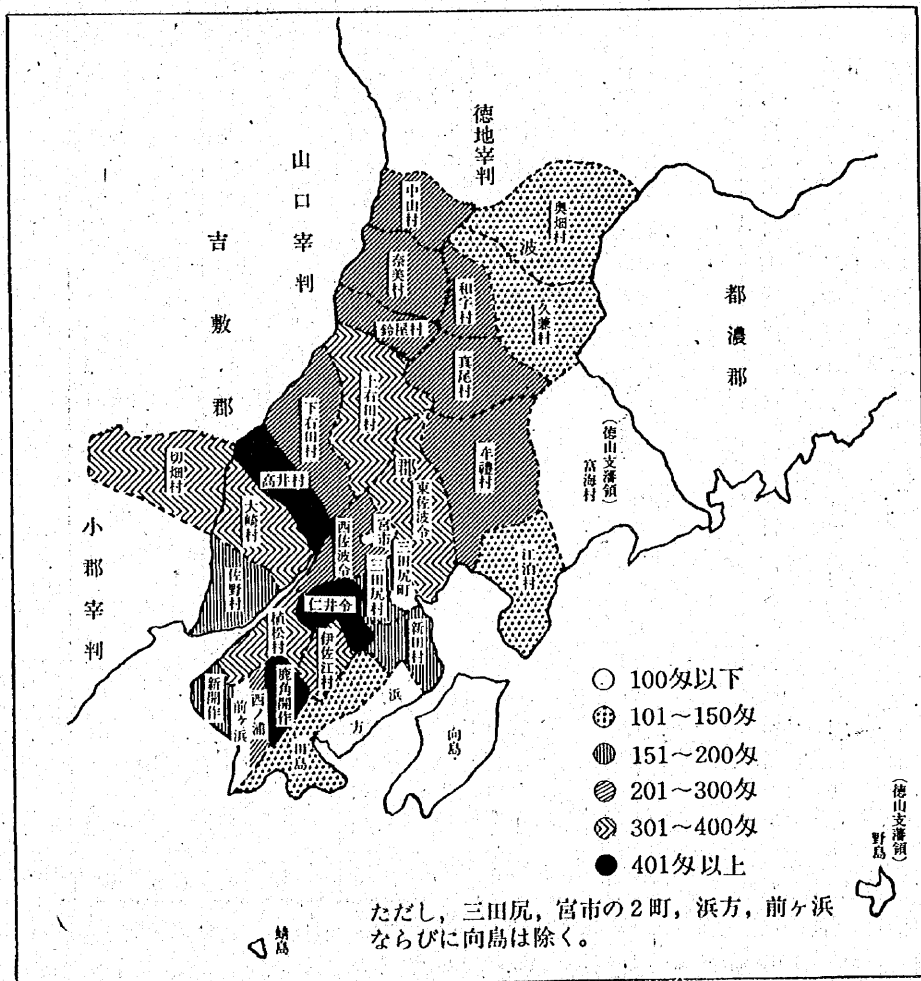 徳地宰判
山口宰判
吉敷郡
都濃郡
小郡宰判
中山村
奥畑村
奈美村
和字村
久兼村
鈴屋村
真尾村
上右田村
下右田村
牟禮村
(徳山支藩領)
富海村
切畑村
高井村
大崎村
東佐波令
西佐波令
宮市
三田尻町
三田尻村
江泊村
佐野村
仁井令
新田村
植松村
伊佐江村
鹿角開作
新開作
前ヶ浜
西ノ浦
浜方
田島
向島
波
郡
○ 100匁以下
101～150匁
151～200匁
201～300匁
301～400匁
● 401匁以上
(徳山支藩領)
野島
ただし，三田尻，宮市の2町，浜方，前ヶ浜
ならびに向島は除く。